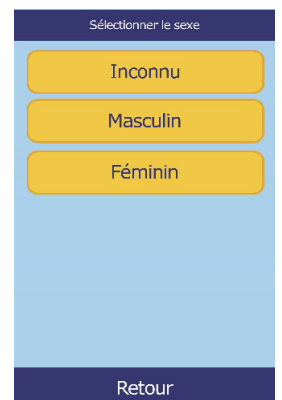 Sélectionner le sexe
Inconnu
Masculin
Féminin
Retour